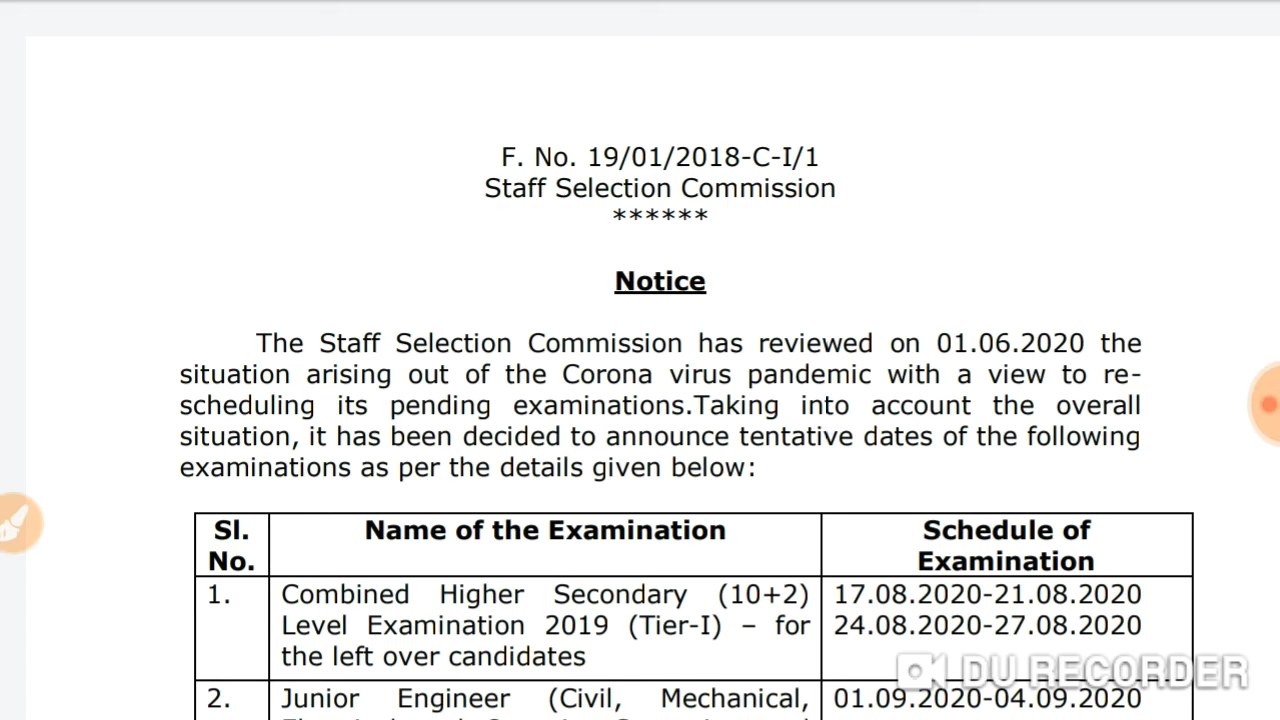 F. No. 19/01/2018-C-I/1
Staff Selection Commission
******
Notice
The Staff Selection Commission has reviewed on 01.06.2020 the
situation arising out of the Corona virus pandemic with a view to re-
scheduling its pending examinations.Taking into account the overall
situation, it has been decided to announce tentative dates of the following
examinations as per the details given below:
Sl. No. Name of the Examination Schedule of Examination
1. Combined Higher Secondary (10+2) 17.08.2020-21.08.2020
Level Examination 2019 (Tier-I) – for 24.08.2020-27.08.2020
the left over candidates
2. Junior Engineer (Civil, Mechanical, 01.09.2020-04.09.2020
DU RECORDER